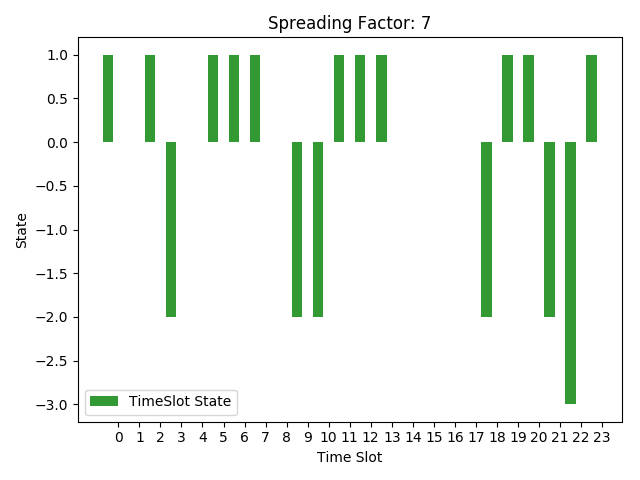 Spreading Factor: 7
1.0
0.5
0.0
−0.5
−1.0
−1.5
−2.0
−2.5
−3.0
State
TimeSlot State
0 1 2 3 4 5 6 7 8 9 10 11 12 13 14 15 16 17 18 19 20 21 22 23
Time Slot